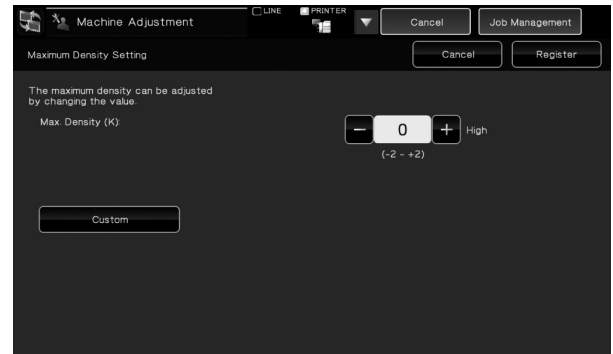 LINE PRINTER
Machine Adjustment Cancel Job Management
Maximum Density Setting Cancel Register
The maximum density can be adjusted
by changing the value.
Max. Density (K): − 0 + High
(-2 - +2)
Custom